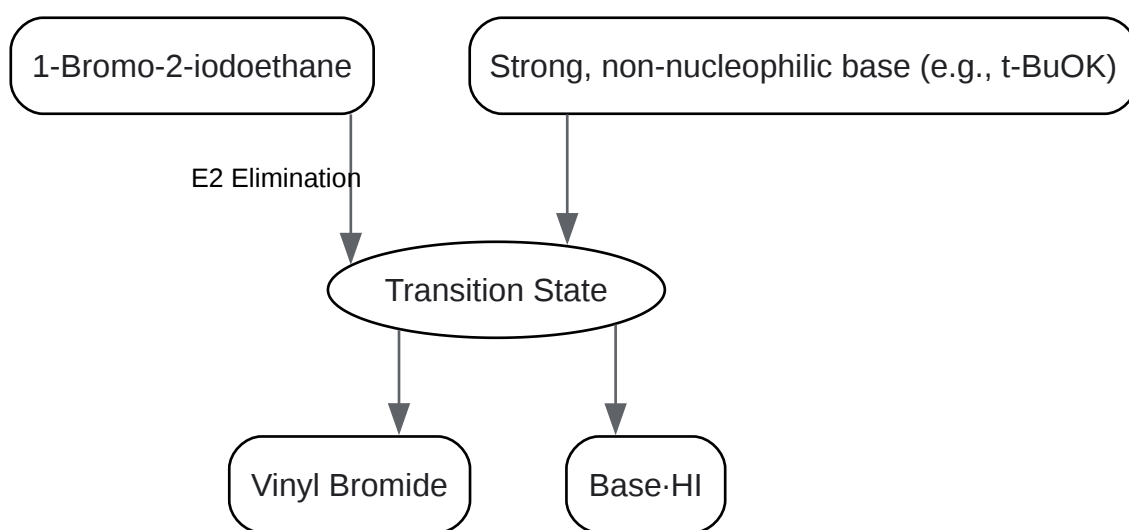 1-Bromo-2-iodoethane
Strong, non-nucleophilic base (e.g., t-BuOK)
E2 Elimination
Transition State
Vinyl Bromide
Base·HI